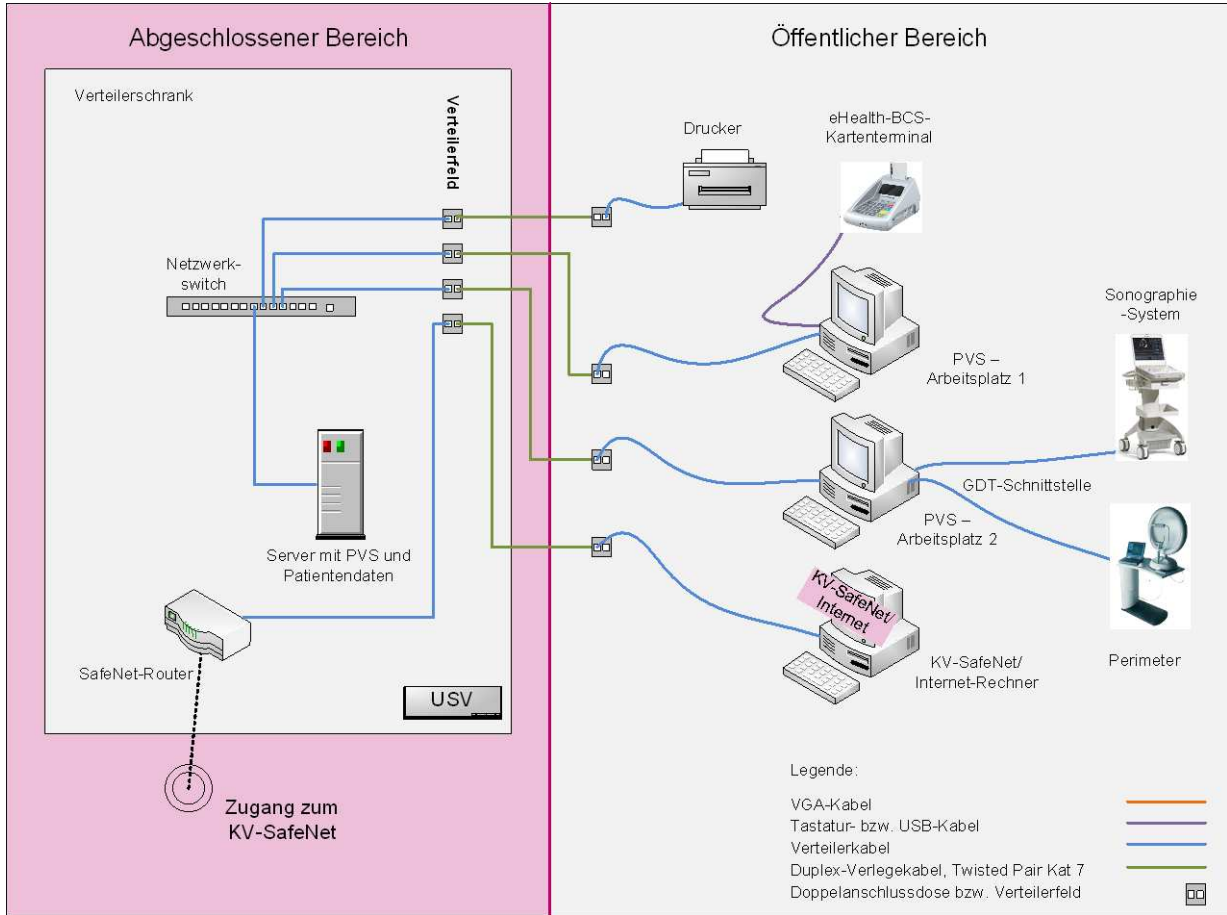 Abgeschlossener Bereich
Öffentlicher Bereich
Verteilerschrank
Verteilerfeld
Netzwerk-
switch
Server mit PVS und
Patientendaten
SafeNet-Router
USV
Zugang zum
KV-SafeNet
Drucker
eHealth-BCS-
Kartenterminal
PVS –
Arbeitsplatz 1
Sonographie
-System
GDT-Schnittstelle
PVS –
Arbeitsplatz 2
KV-SafeNet/
Internet
KV-SafeNet/
Internet-Rechner
Perimeter
Legende:
VGA-Kabel
Tastatur- bzw. USB-Kabel
Verteilerkabel
Duplex-Verlegekabel, Twisted Pair Kat 7
Doppelanschlussdose bzw. Verteilerfeld